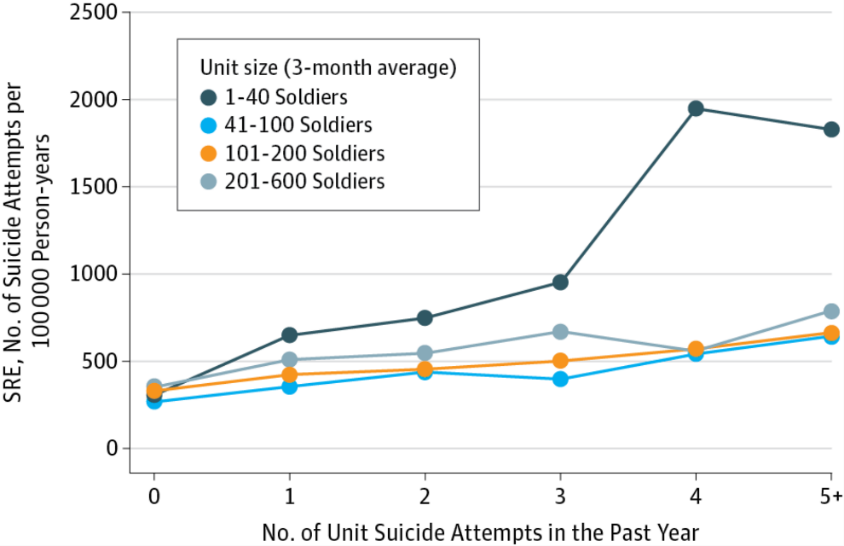 2500
2000
1500
1000
500
0
SRE, No. of Suicide Attempts per
100 000 Person-years
Unit size (3-month average)
1-40 Soldiers
41-100 Soldiers
101-200 Soldiers
201-600 Soldiers
0 1 2 3 4 5+
No. of Unit Suicide Attempts in the Past Year